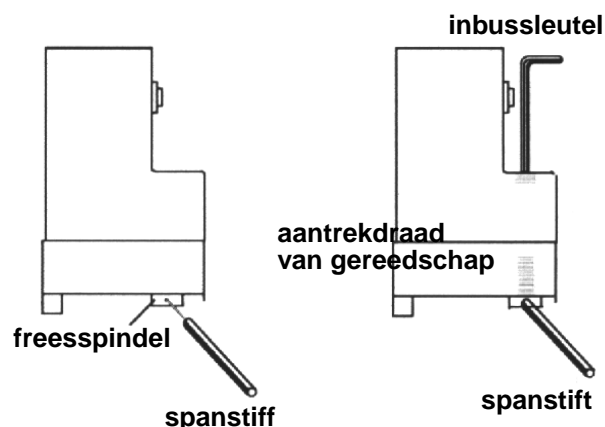 inbussleutel
aantrekdraad
van gereedschap
freesspindel
spanstift
spanstiff